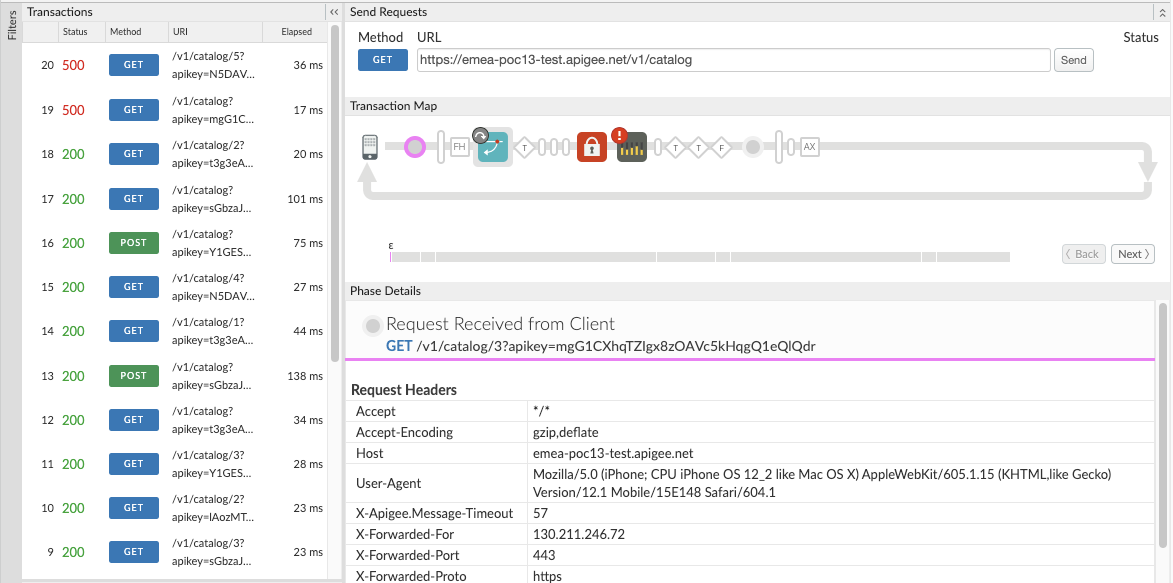 Filters
Transactions
Status Method URI Elapsed
20 500 GET /v1/catalog/5? apikey=N5DAV... 36 ms
19 500 GET /v1/catalog? apikey=mgG1C... 17 ms
18 200 GET /v1/catalog/2? apikey=t3g3eA... 20 ms
17 200 GET /v1/catalog? apikey=sGbzaJ... 101 ms
16 200 POST /v1/catalog? apikey=Y1GES... 75 ms
15 200 GET /v1/catalog/4? apikey=N5DAV... 27 ms
14 200 GET /v1/catalog/1? apikey=t3g3eA... 44 ms
13 200 POST /v1/catalog? apikey=sGbzaJ... 138 ms
12 200 GET /v1/catalog? apikey=t3g3eA... 34 ms
11 200 GET /v1/catalog/3? apikey=Y1GES... 28 ms
10 200 GET /v1/catalog/2? apikey=lAozMT... 23 ms
9 200 GET /v1/catalog/3? apikey=sGbzaJ... 23 ms
Send Requests
Method URL Status
GET https://emea-poc13-test.apigee.net/v1/catalog Send
Transaction Map
FH T T T F AX
ε
Back Next
Phase Details
Request Received from Client
GET /v1/catalog/3?apikey=mgG1CXhqTZlgx8zOAVc5kHqgQ1eQlQdr
Request Headers
Accept */*
Accept-Encoding gzip,deflate
Host emea-poc13-test.apigee.net
User-Agent Mozilla/5.0 (iPhone; CPU iPhone OS 12_2 like Mac OS X) AppleWebKit/605.1.15 (KHTML,like Gecko)
Version/12.1 Mobile/15E148 Safari/604.1
X-Apigee.Message-Timeout 57
X-Forwarded-For 130.211.246.72
X-Forwarded-Port 443
X-Forwarded-Proto https